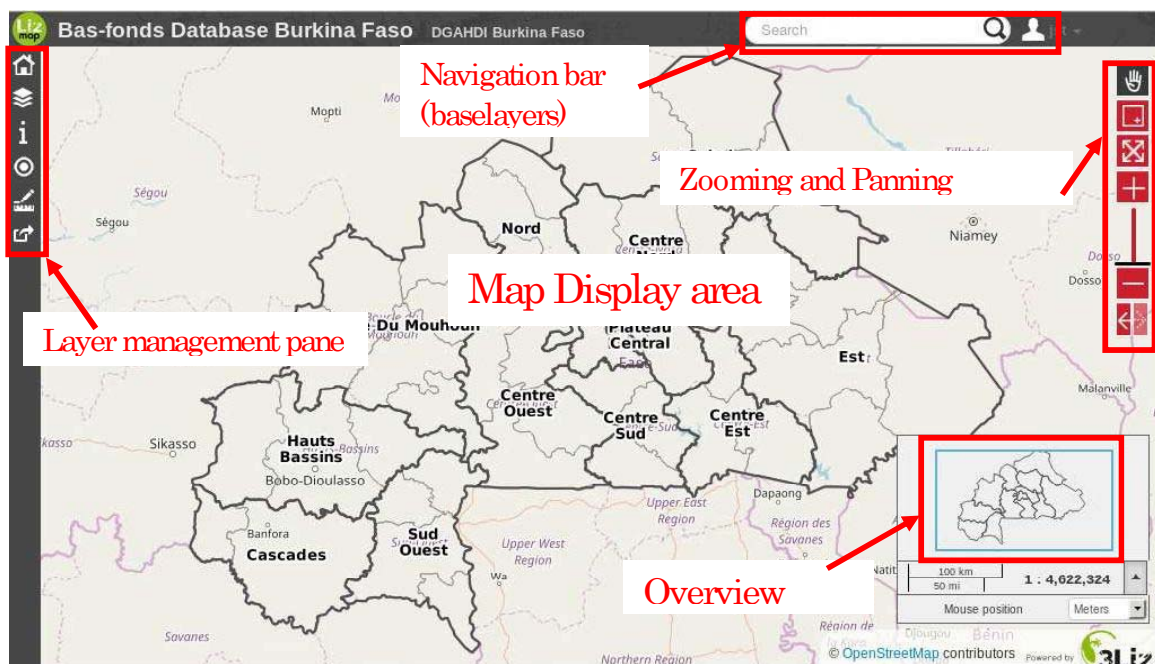 Liz
map
Bas-fonds Database Burkina Faso DGAHDI Burkina Faso
Search
Navigation bar
(baselayers)
Mopti
Zooming and Panning
Ségou
Ségou
Nord
Centre
Niamey
Dosso
Map Display area
Du Mouhoun
Layer management pane
Plateau
Central
Est
Malanville
Centre
Ouest
Centre
Sud
Centre
Est
Sikasso
Hauts
Bassins
Bobo-Dioulasso
Banfora
Cascades
Sud
Ouest
Upper East
Region
Upper West
Region
Wa
Dapaong
Région des
Savanes
Overview
100 km
50 mi
1 : 4,622,324
Mouse position
Meters
Savanes
Northern Region
Région de
la Kara
Djougou
Bénin
© OpenStreetMap contributors
Powered by
3Liz